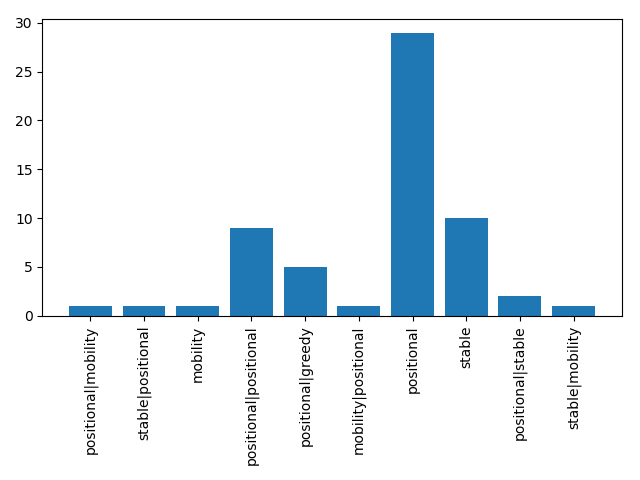 30
25
20
15
10
5
0
positional|mobility
stable|positional
mobility
positional|positional
positional|greedy
mobility|positional
positional
stable
positional|stable
stable|mobility